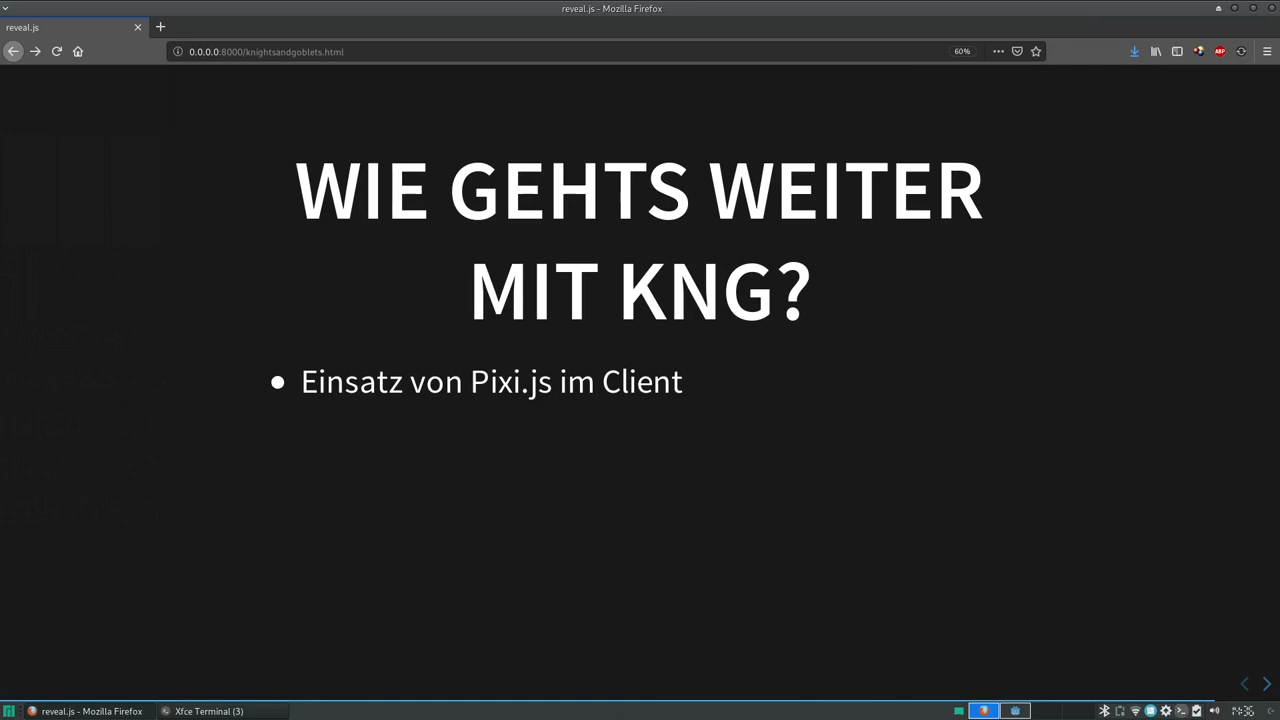 reveal.js - Mozilla Firefox
reveal.js
0.0.0.0:8000/knightsandgoblets.html
60%
ABP
WIE GEHTS WEITER
MIT KNG?
Einsatz von Pixi.js im Client
reveal.js - Mozilla Firefox
Xfce Terminal (3)